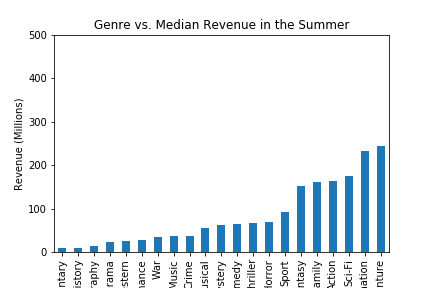 Genre vs. Median Revenue in the Summer
Revenue (Millions)
500
400
300
200
100
0
ntary
istory
raphy
rama
stern
nance
War
Music
Crime
usical
stery
medy
hriller
Horror
Sport
ntasy
amily
Action
Sci-Fi
ation
nture